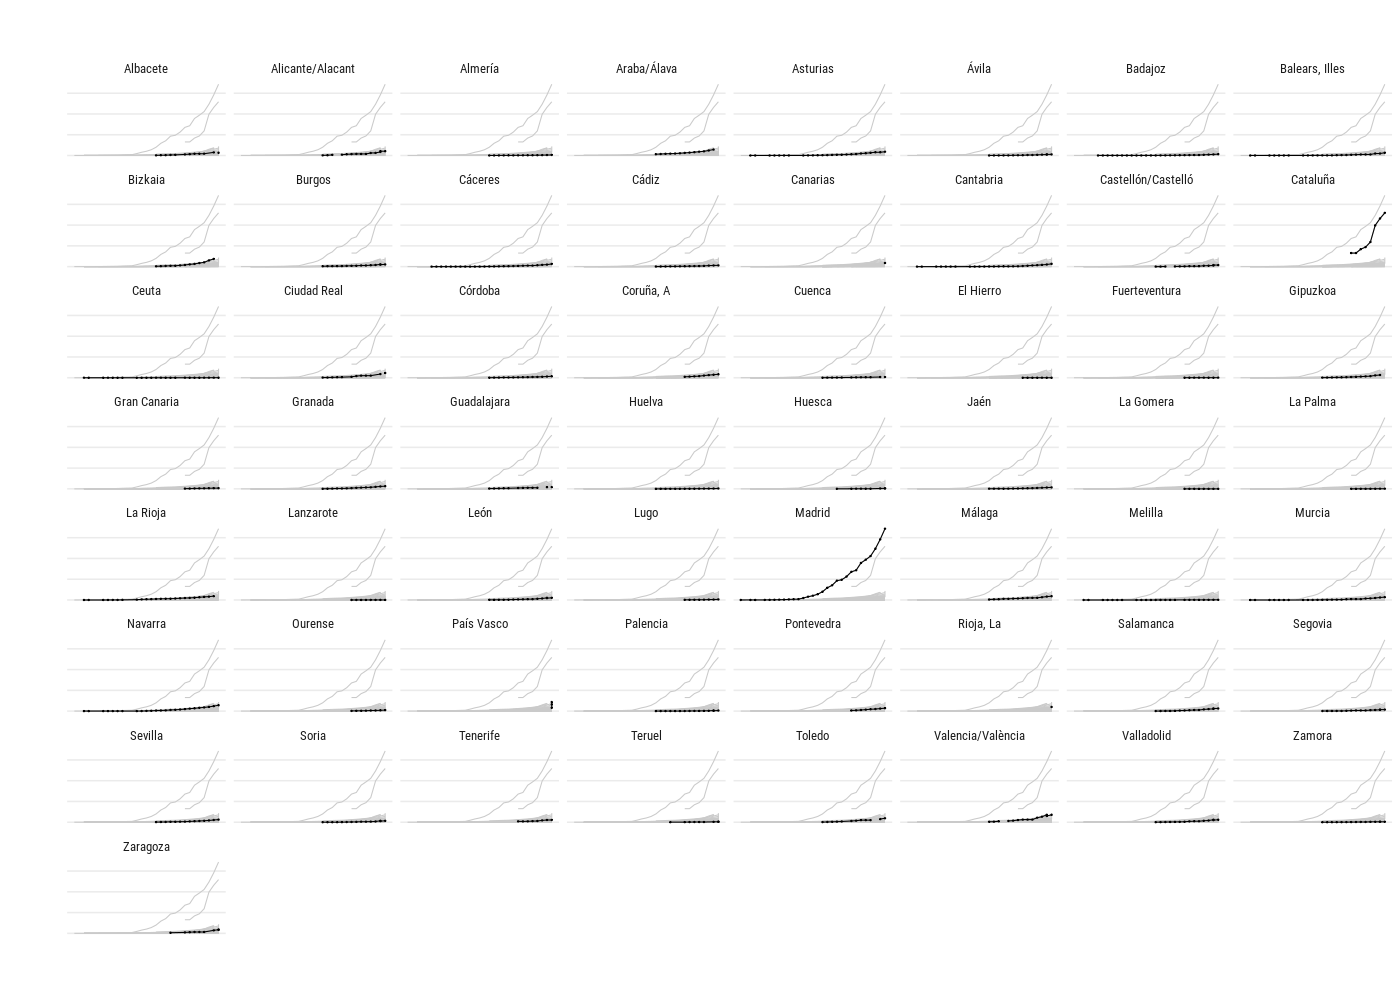 Albacete Alicante/Alacant Almería Araba/Álava Asturias Ávila Badajoz Balears, Illes
Bizkaia Burgos Cáceres Cádiz Canarias Cantabria Castellón/Castelló Cataluña
Ceuta Ciudad Real Córdoba Coruña, A Cuenca El Hierro Fuerteventura Gipuzkoa
Gran Canaria Granada Guadalajara Huelva Huesca Jaén La Gomera La Palma
La Rioja Lanzarote León Lugo Madrid Málaga Melilla Murcia
Navarra Ourense País Vasco Palencia Pontevedra Rioja, La Salamanca Segovia
Sevilla Soria Tenerife Teruel Toledo Valencia/València Valladolid Zamora
Zaragoza